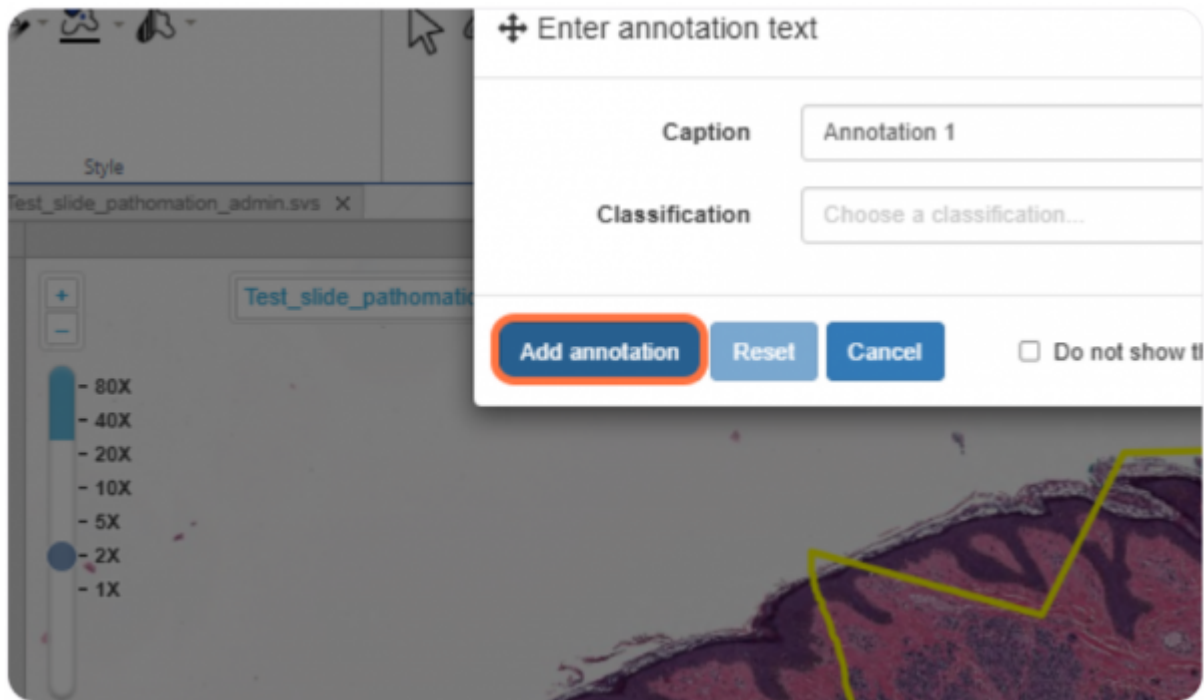 Enter annotation text
Caption
Annotation 1
Style
Classification
Choose a classification...
Test_slide_pathomation_admin.svs X
+
Test_slide_pathomatic
−
Add annotation
Reset
Cancel
Do not show th
80X
40X
20X
10X
5X
2X
1X